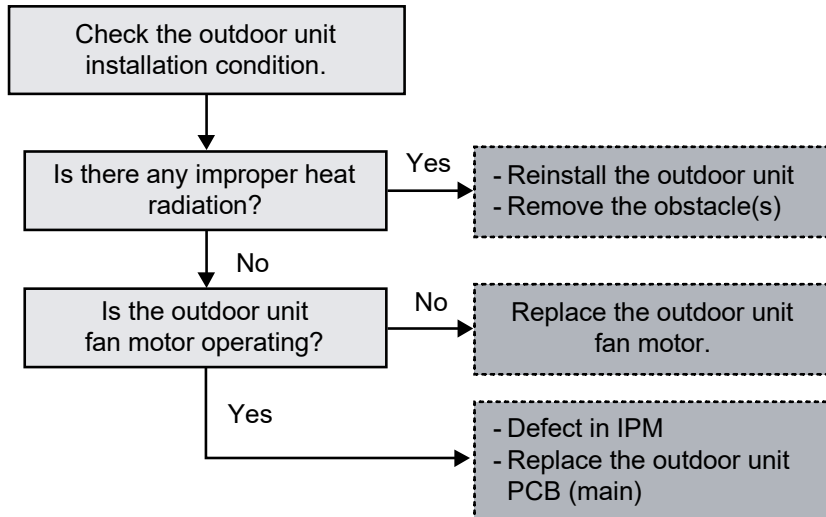 Check the outdoor unit
installation condition.
Is there any improper heat
radiation?
Yes
- Reinstall the outdoor unit
- Remove the obstacle(s)
No
Is the outdoor unit
fan motor operating?
No
Replace the outdoor unit
fan motor.
Yes
- Defect in IPM
- Replace the outdoor unit
PCB (main)